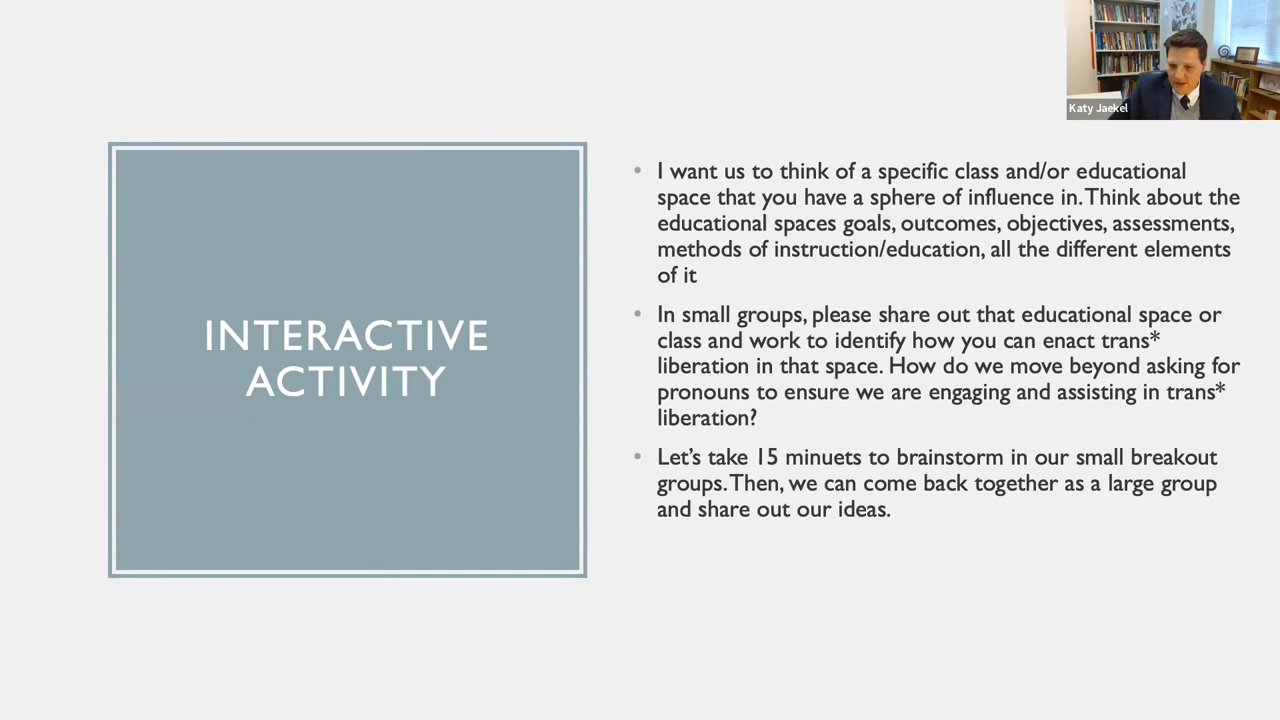 Katy Jaekel
INTERACTIVE
ACTIVITY
• I want us to think of a specific class and/or educational
space that you have a sphere of influence in. Think about the
educational spaces goals, outcomes, objectives, assessments,
methods of instruction/education, all the different elements
of it
• In small groups, please share out that educational space or
class and work to identify how you can enact trans*
liberation in that space. How do we move beyond asking for
pronouns to ensure we are engaging and assisting in trans*
liberation?
• Let’s take 15 minuets to brainstorm in our small breakout
groups. Then, we can come back together as a large group
and share out our ideas.